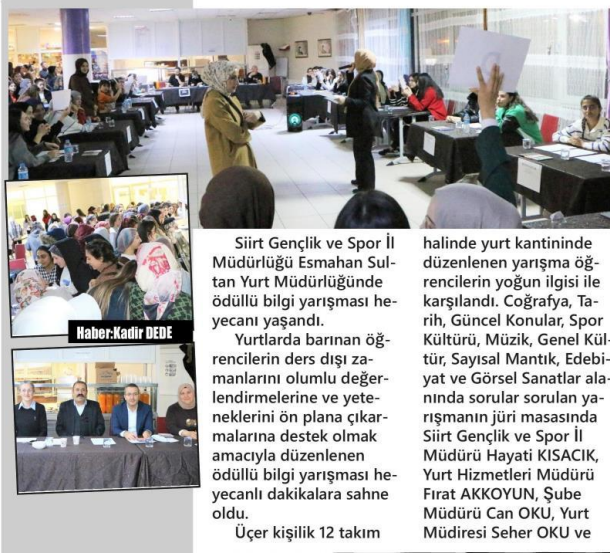 Haber:Kadir DEDE
Siirt Gençlik ve Spor İl
Müdürlüğü Esmahan Sul-
tan Yurt Müdürlüğünde
ödüllü bilgi yarışması he-
yecanı yaşandı.
Yurtlarda barınan öğ-
rencilerin ders dışı za-
manlarını olumlu değer-
lendirmelerine ve yete-
neklerini ön plana çıkar-
malarına destek olmak
amacıyla düzenlenen
ödüllü bilgi yarışması he-
yecanlı dakikalara sahne
oldu.
Üçer kişilik 12 takım
halinde yurt kantininde
düzenlenen yarışma öğ-
rencilerin yoğun ilgisi ile
karşılandı. Coğrafya, Ta-
rih, Güncel Konular, Spor
Kültürü, Müzik, Genel Kül-
tür, Sayısal Mantık, Edebi-
yat ve Görsel Sanatlar ala-
nında sorular sorulan ya-
rışmanın jüri masasında
Siirt Gençlik ve Spor İl
Müdürü Hayati KISACIK,
Yurt Hizmetleri Müdürü
Fırat AKKOYUN, Şube
Müdürü Can OKU, Yurt
Müdiresi Seher OKU ve